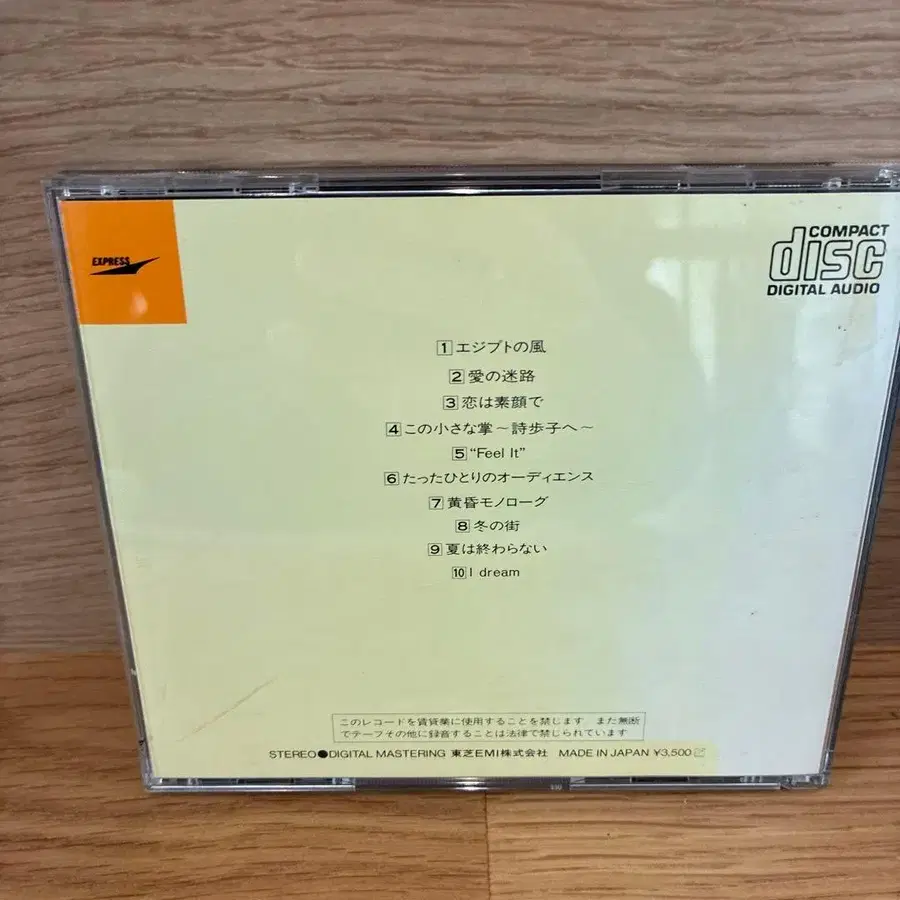 EXPRESS
COMPACT
disc
DIGITAL AUDIO
1 エジプトの風
2 愛の迷路
3 恋は素顔で
4 この小さな掌～詩歩子へ～
5 “Feel It”
6 たったひとりのオーディエンス
7 黄昏モノローグ
8 冬の街
9 夏は終わらない
10 I dream
このレコードを賃貸業に使用することを禁じます　また無断
でテープその他に録音することは法律で禁じられています
STEREO●DIGITAL MASTERING 東芝EMI株式会社　MADE IN JAPAN ¥3,500